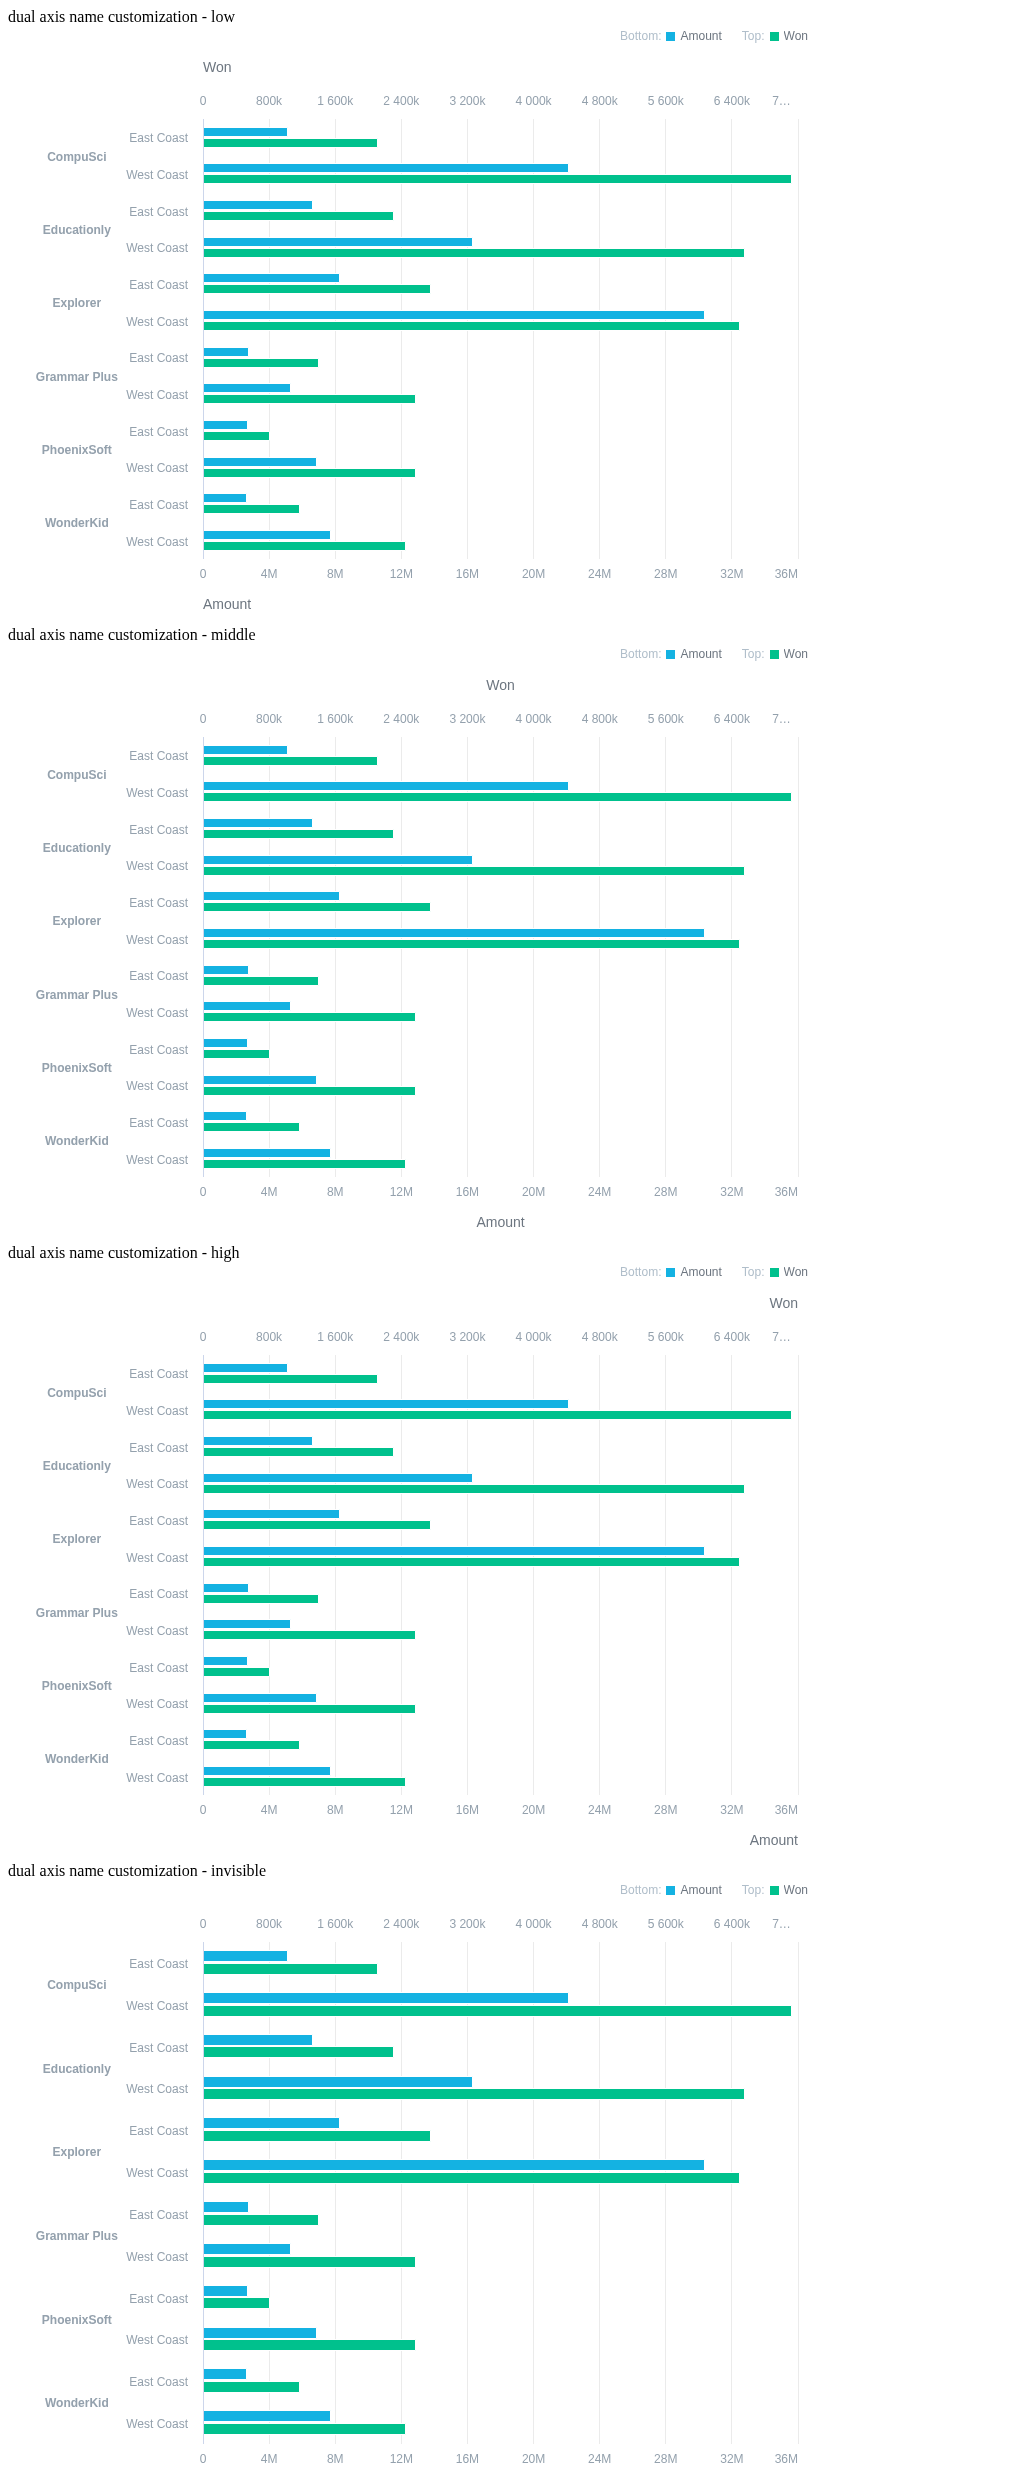 dual axis name customization - low
Bottom: Amount Top: Won
Won
0 800k 1 600k 2 400k 3 200k 4 000k 4 800k 5 600k 6 400k 7…
East Coast
CompuSci
West Coast
East Coast
Educationly
West Coast
East Coast
Explorer
West Coast
East Coast
Grammar Plus
West Coast
East Coast
PhoenixSoft
West Coast
East Coast
WonderKid
West Coast
0 4M 8M 12M 16M 20M 24M 28M 32M 36M
Amount
dual axis name customization - middle
Bottom: Amount Top: Won
Won
0 800k 1 600k 2 400k 3 200k 4 000k 4 800k 5 600k 6 400k 7…
East Coast
CompuSci
West Coast
East Coast
Educationly
West Coast
East Coast
Explorer
West Coast
East Coast
Grammar Plus
West Coast
East Coast
PhoenixSoft
West Coast
East Coast
WonderKid
West Coast
0 4M 8M 12M 16M 20M 24M 28M 32M 36M
Amount
dual axis name customization - high
Bottom: Amount Top: Won
Won
0 800k 1 600k 2 400k 3 200k 4 000k 4 800k 5 600k 6 400k 7…
East Coast
CompuSci
West Coast
East Coast
Educationly
West Coast
East Coast
Explorer
West Coast
East Coast
Grammar Plus
West Coast
East Coast
PhoenixSoft
West Coast
East Coast
WonderKid
West Coast
0 4M 8M 12M 16M 20M 24M 28M 32M 36M
Amount
dual axis name customization - invisible
Bottom: Amount Top: Won
0 800k 1 600k 2 400k 3 200k 4 000k 4 800k 5 600k 6 400k 7…
East Coast
CompuSci
West Coast
East Coast
Educationly
West Coast
East Coast
Explorer
West Coast
East Coast
Grammar Plus
West Coast
East Coast
PhoenixSoft
West Coast
East Coast
WonderKid
West Coast
0 4M 8M 12M 16M 20M 24M 28M 32M 36M